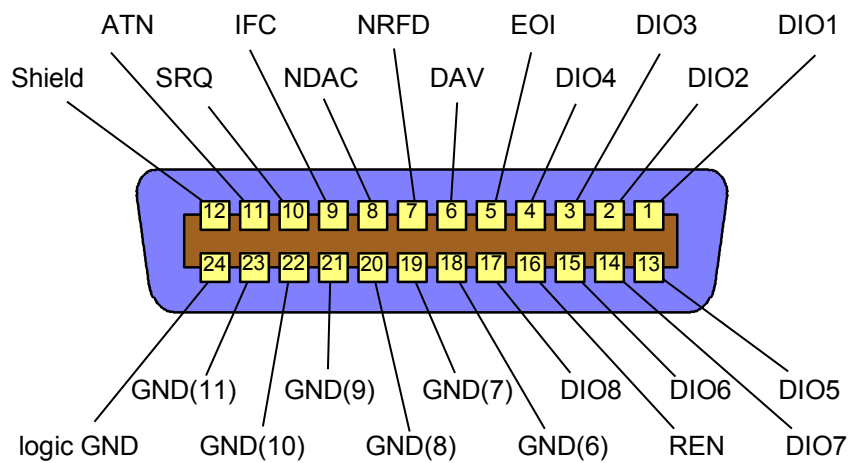 ATN IFC NRFD EOI DIO3 DIO1
Shield SRQ NDAC DAV DIO4 DIO2
12 11 10 9 8 7 6 5 4 3 2 1
24 23 22 21 20 19 18 17 16 15 14 13
GND(11) GND(9) GND(7) DIO8 DIO6 DIO5
logic GND GND(10) GND(8) GND(6) REN DIO7